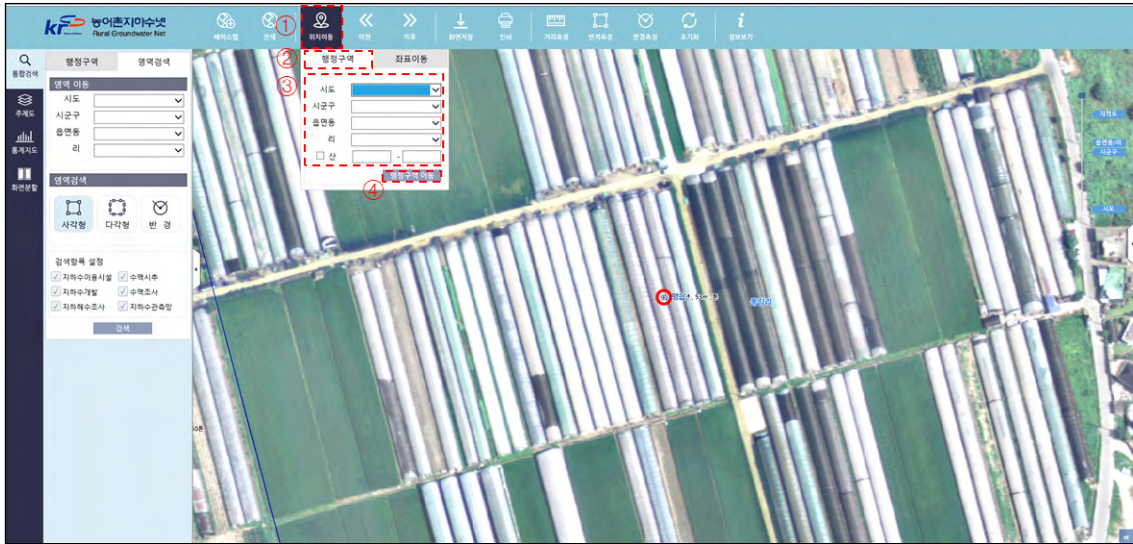 농어촌지하수넷
Rural Groundwater Net
베이스맵
전체
①
위치이동
이전
이후
화면저장
인쇄
거리측정
면적측정
반경측정
초기화
정보보기
통합검색
주제도
통계지도
화면분할
행정구역 영역검색
영역 이동
시도
시군구
읍면동
리
영역검색
사각형 다각형 반 경
검색항목 설정
지하수이용시설 수맥시추
지하수개발 수맥조사
지하해수조사 지하수관측망
검색
② 행정구역 좌표이동
③
시도
시군구
읍면동
리
산 -
④ 행정구역 이동
지적도
읍면동/리
시군구
시도